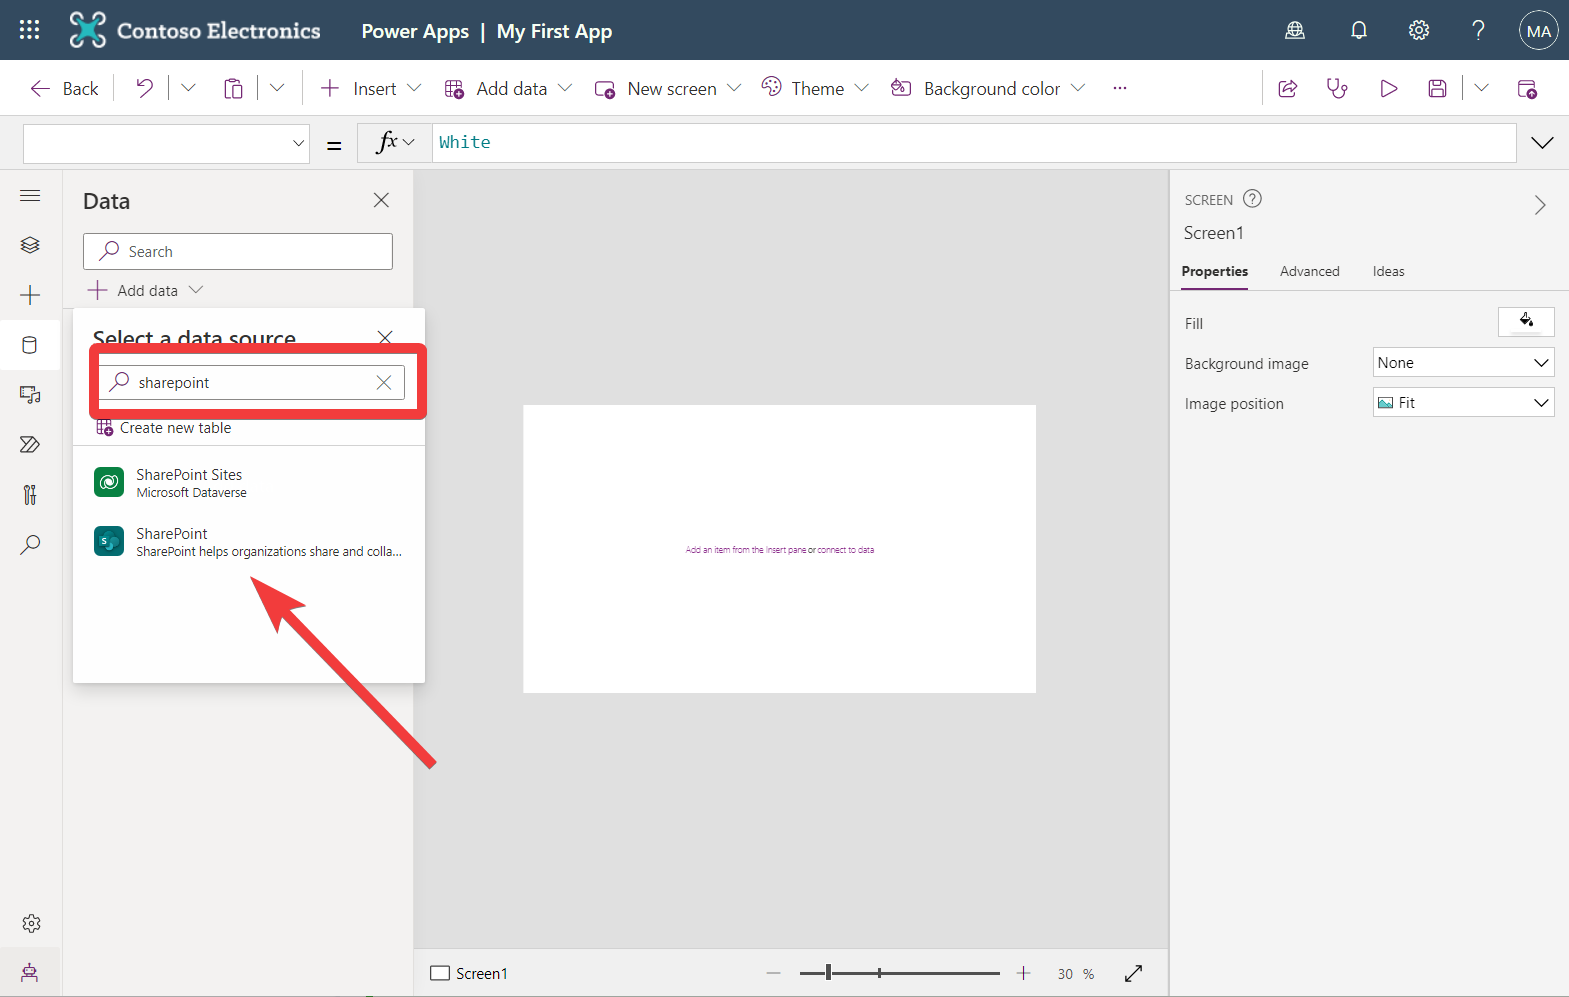 Contoso Electronics
Power Apps | My First App
MA
Back
Insert
Add data
New screen
Theme
Background color
...
=
fx
White
Data
Search
Add data
Select a data source
sharepoint
Create new table
SharePoint Sites
Microsoft Dataverse
SharePoint
SharePoint helps organizations share and colla...
Add an item from the Insert pane or connect to data
SCREEN
Screen1
Properties Advanced Ideas
Fill
Background image None
Image position Fit
Screen1
30 %